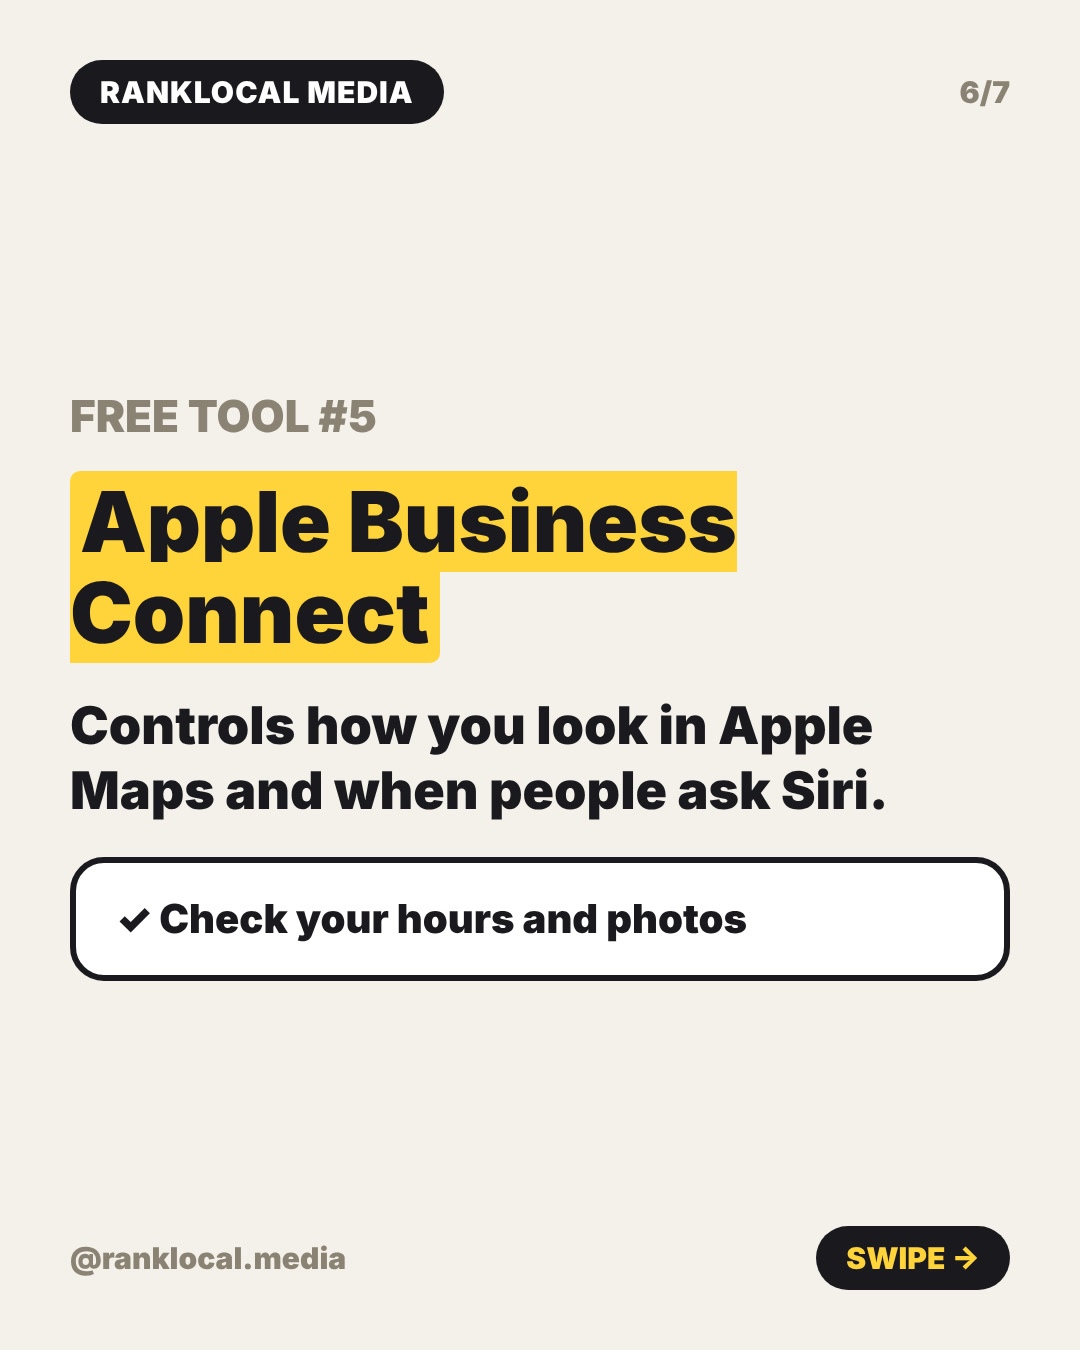 RANKLOCAL MEDIA
6/7
FREE TOOL #5
Apple Business
Connect
Controls how you look in Apple
Maps and when people ask Siri.
✓ Check your hours and photos
@ranklocal.media
SWIPE →